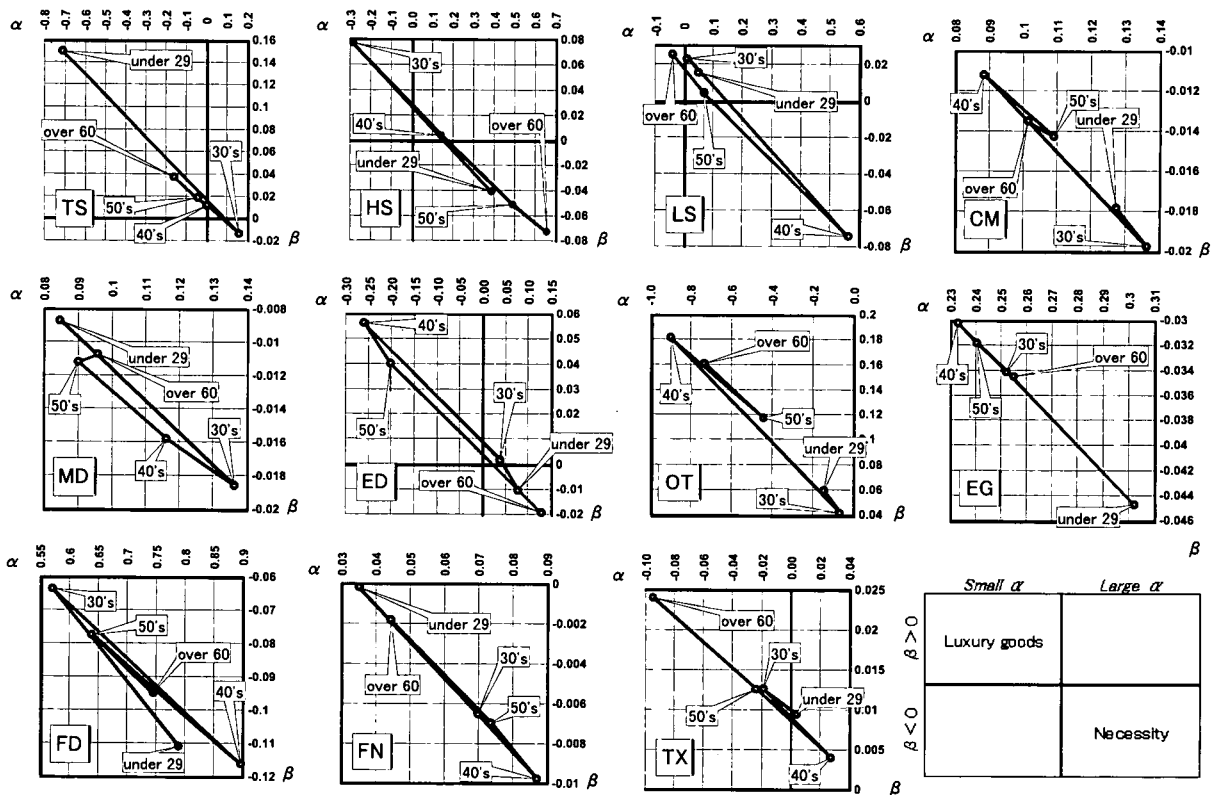 α -0.8 -0.7 -0.6 -0.5 -0.4 -0.3 -0.2 -0.1 0 0.1 0.2
0.16 0.14 0.12 0.1 0.08 0.06 0.04 0.02 0 -0.02 β
under 29
over 60
30's
50's
40's
TS
α -0.3 -0.2 -0.1 0.0 0.1 0.2 0.3 0.4 0.5 0.6 0.7
0.08 0.06 0.04 0.02 0 -0.02 -0.04 -0.06 -0.08 β
30's
40's
over 60
under 29
50's
HS
α -0.1 0 0.1 0.2 0.3 0.4 0.5 0.6
0.02 0 -0.02 -0.04 -0.06 -0.08 β
30's
under 29
over 60
50's
40's
LS
α 0.08 0.09 0.1 0.11 0.12 0.13 0.14
-0.01 -0.012 -0.014 -0.016 -0.018 -0.02 β
40's
50's
under 29
over 60
30's
CM
α 0.08 0.09 0.1 0.11 0.12 0.13 0.14
-0.008 -0.01 -0.012 -0.014 -0.016 -0.018 -0.02
under 29
over 60
50's
30's
40's
MD
α -0.30 -0.25 -0.20 -0.15 -0.10 -0.05 0.00 0.05 0.10 0.15
0.06 0.05 0.04 0.03 0.02 0.01 0 -0.01 -0.02 β
40's
30's
50's
under 29
over 60
ED
α -1.0 -0.8 -0.6 -0.4 -0.2 0.0
0.2 0.18 0.16 0.14 0.12 0.1 0.08 0.06 0.04 β
over 60
40's
50's
under 29
30's
OT
α 0.23 0.24 0.25 0.26 0.27 0.28 0.29 0.3 0.31
-0.03 -0.032 -0.034 -0.036 -0.038 -0.04 -0.042 -0.044 -0.046
β
30's
over 60
40's
50's
under 29
EG
α 0.55 0.6 0.65 0.7 0.75 0.8 0.85 0.9
-0.06 -0.07 -0.08 -0.09 -0.1 -0.11 -0.12 β
30's
50's
over 60
40's
under 29
FD
α 0.03 0.04 0.05 0.06 0.07 0.08 0.09
0 -0.002 -0.004 -0.006 -0.008 -0.01 β
under 29
over 60
30's
50's
40's
FN
α -0.10 -0.08 -0.06 -0.04 -0.02 0.00 0.02 0.04
0.025 0.02 0.015 0.01 0.005 0 β
over 60
30's
under 29
50's
40's
TX
Small α Large α
β>0
Luxury goods
β<0
Necessity